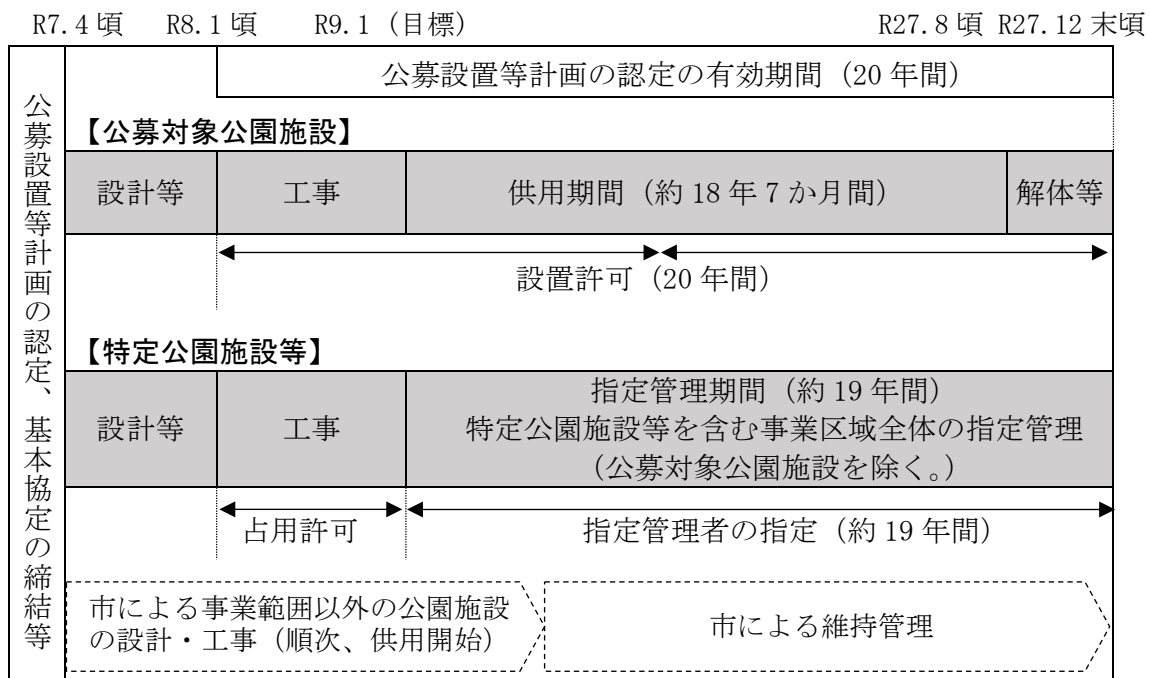 R7.4頃 R8.1頃 R9.1（目標） R27.8頃 R27.12末頃
公募設置等計画の認定、基本協定の締結等
公募設置等計画の認定の有効期間（20年間）
【公募対象公園施設】
設計等 工事 供用期間（約18年7か月間） 解体等
設置許可（20年間）
【特定公園施設等】
設計等 工事 指定管理期間（約19年間）
特定公園施設等を含む事業区域全体の指定管理
（公募対象公園施設を除く。）
占用許可 指定管理者の指定（約19年間）
市による事業範囲以外の公園施設
の設計・工事（順次、供用開始）
市による維持管理